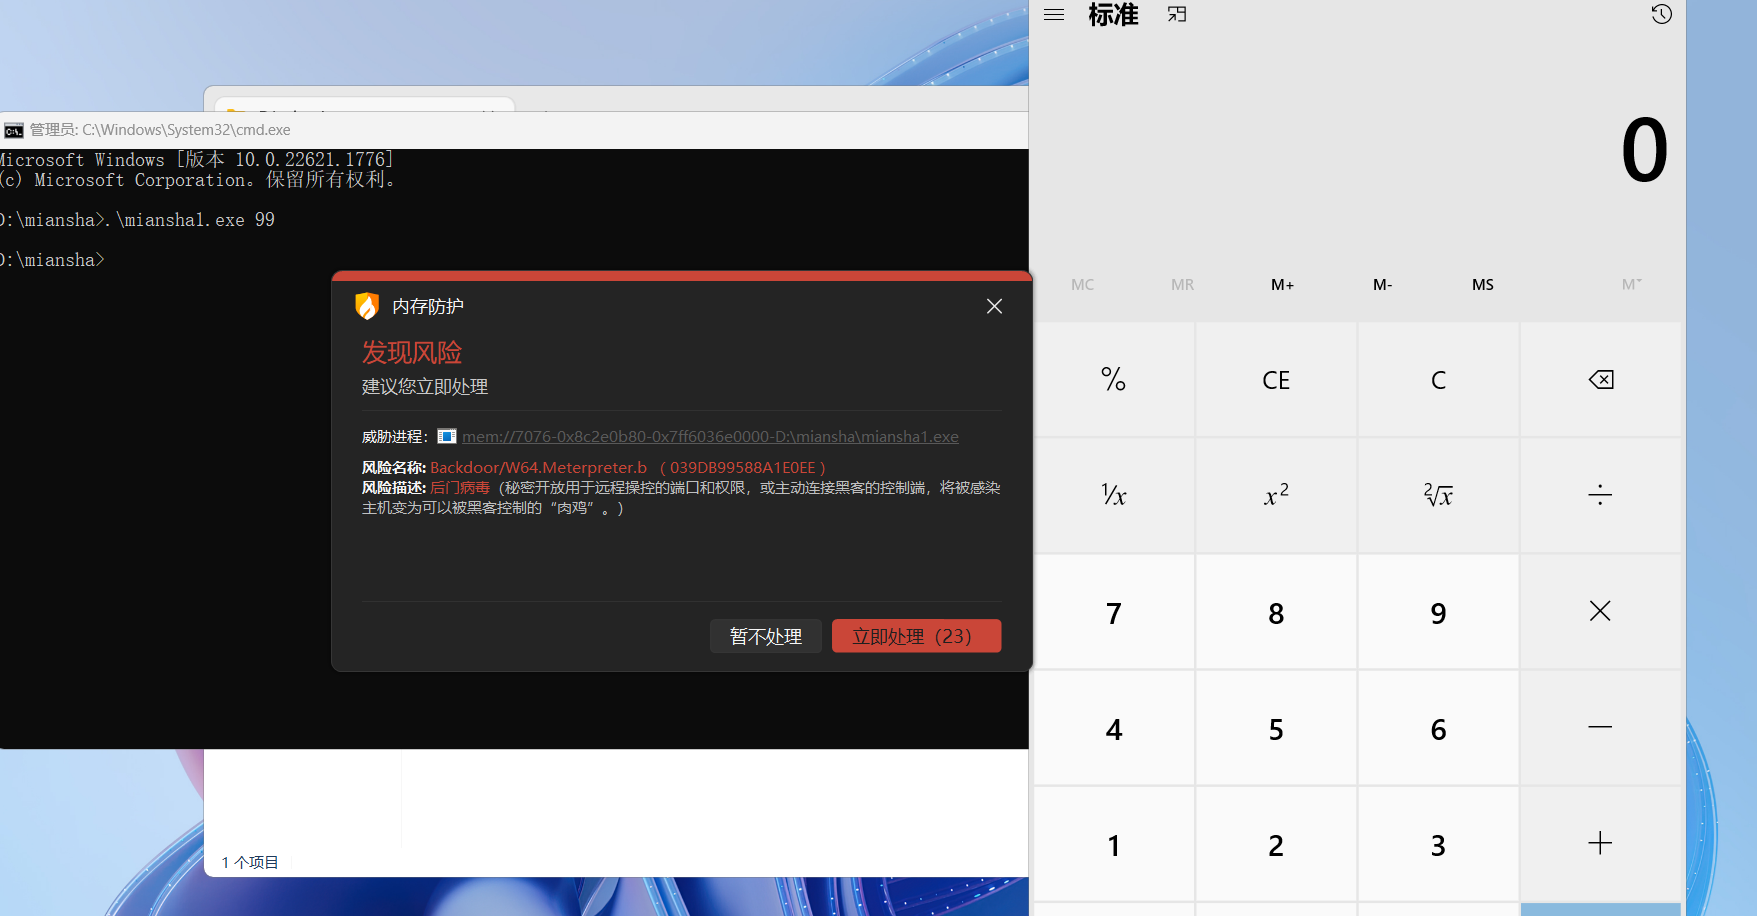 标准
0
MC MR M+ M- MS M˅
% CE C
¹/x x² ²√x ÷
7 8 9 ×
4 5 6 −
1 2 3 +
管理员: C:\Windows\System32\cmd.exe
Microsoft Windows [版本 10.0.22621.1776]
(c) Microsoft Corporation。保留所有权利。
D:\miansha>.\miansha1.exe 99
D:\miansha>
内存防护
发现风险
建议您立即处理
威胁进程： mem://7076-0x8c2e0b80-0x7ff6036e0000-D:\miansha\miansha1.exe
风险名称: Backdoor/W64.Meterpreter.b （ 039DB99588A1E0EE ）
风险描述: 后门病毒（秘密开放用于远程操控的端口和权限，或主动连接黑客的控制端，将被感染
主机变为可以被黑客控制的“肉鸡”。）
暂不处理 立即处理（23）
1 个项目